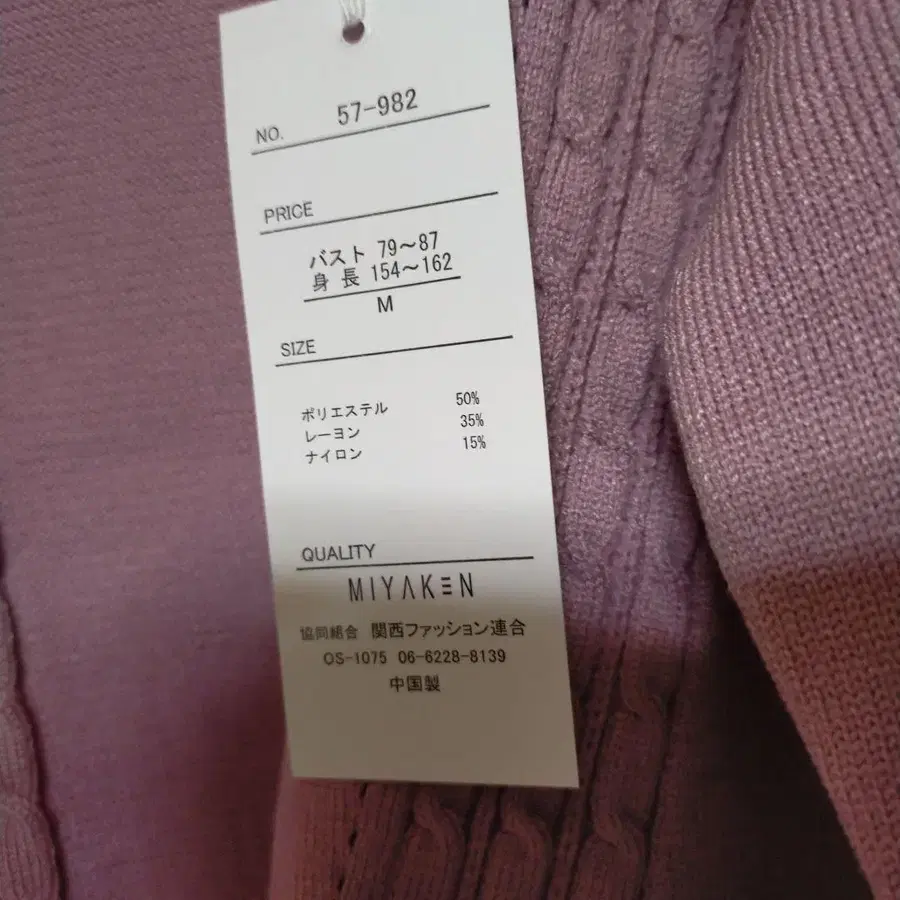 NO. 57-982
PRICE
バスト 79～87
身 長 154～162
M
SIZE
ポリエステル 50%
レーヨン 35%
ナイロン 15%
QUALITY
MIYAKEN
協同組合 関西ファッション連合
OS-1075 06-6228-8139
中国製